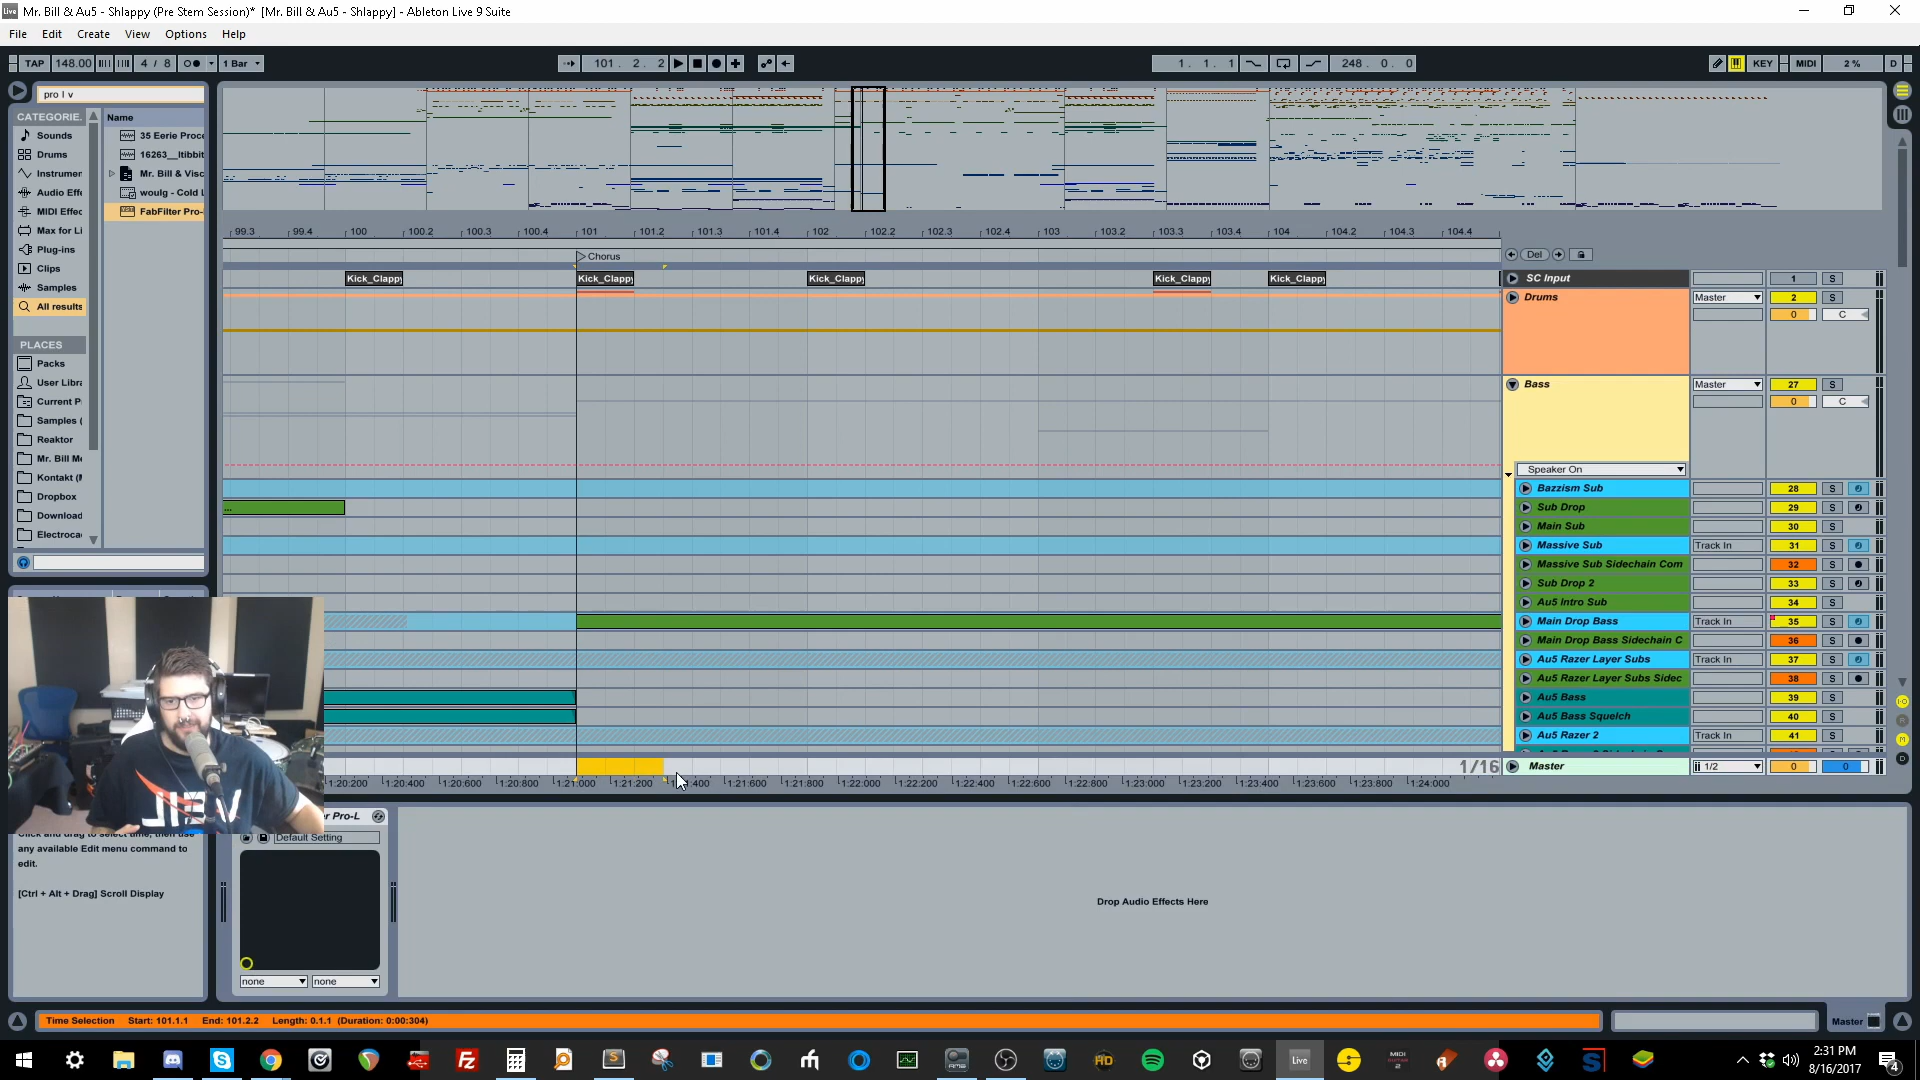 Mr. Bill & Au5 - Shlappy (Pre Stem Session)* [Mr. Bill & Au5 - Shlappy] - Ableton Live 9 Suite
File Edit Create View Options Help
TAP 148.00 4 / 8 1 Bar 101 . 2 . 2 1 . 1 . 1 248 . 0 . 0 KEY MIDI 2 % D
pro l v
CATEGORIE.
Sounds
Drums
Instrumer
Audio Effe
MIDI Effec
Max for Li
Plug-ins
Clips
Samples
All results
PLACES
Packs
User Libra
Current P
Samples (
Reaktor
Mr. Bill Me
Kontakt (I
Dropbox
Download
Electroca
Name
35 Eerie Proce
16263__ltibbit
Mr. Bill & Visc
woulg - Cold L
FabFilter Pro-
99.3 99.4 100 100.2 100.3 100.4 101 101.2 101.3 101.4 102 102.2 102.3 102.4 103 103.2 103.3 103.4 104 104.2 104.3 104.4
Chorus
Del
Kick_Clappy Kick_Clappy Kick_Clappy Kick_Clappy Kick_Clappy
SC Input 1 S
Drums Master 2 S
0 C
Bass Master 27 S
0 C
Speaker On
Bazzism Sub 28 S
Sub Drop 29 S
Main Sub 30 S
Massive Sub Track In 31 S
Massive Sub Sidechain Com 32 S
Sub Drop 2 33 S
Au5 Intro Sub 34 S
Main Drop Bass Track In 35 S
Main Drop Bass Sidechain C 36 S
Au5 Razer Layer Subs Track In 37 S
Au5 Razer Layer Subs Sidec 38 S
Au5 Bass 39 S
Au5 Bass Squelch 40 S
Au5 Razer 2 Track In 41 S
1/16 Master 1/2 0 0
1:20:200 1:20:400 1:20:600 1:20:800 1:21:000 1:21:200 1:21:400 1:21:600 1:21:800 1:22:000 1:22:200 1:22:400 1:22:600 1:22:800 1:23:000 1:23:200 1:23:400 1:23:600 1:23:800 1:24:000
r Pro-L
Default Setting
none none
Drop Audio Effects Here
any available Edit menu command to
edit.
[Ctrl + Alt + Drag] Scroll Display
Time Selection Start: 101.1.1 End: 101.2.2 Length: 0.1.1 (Duration: 0:00:304)
Master
Live
2:31 PM
8/16/2017
4